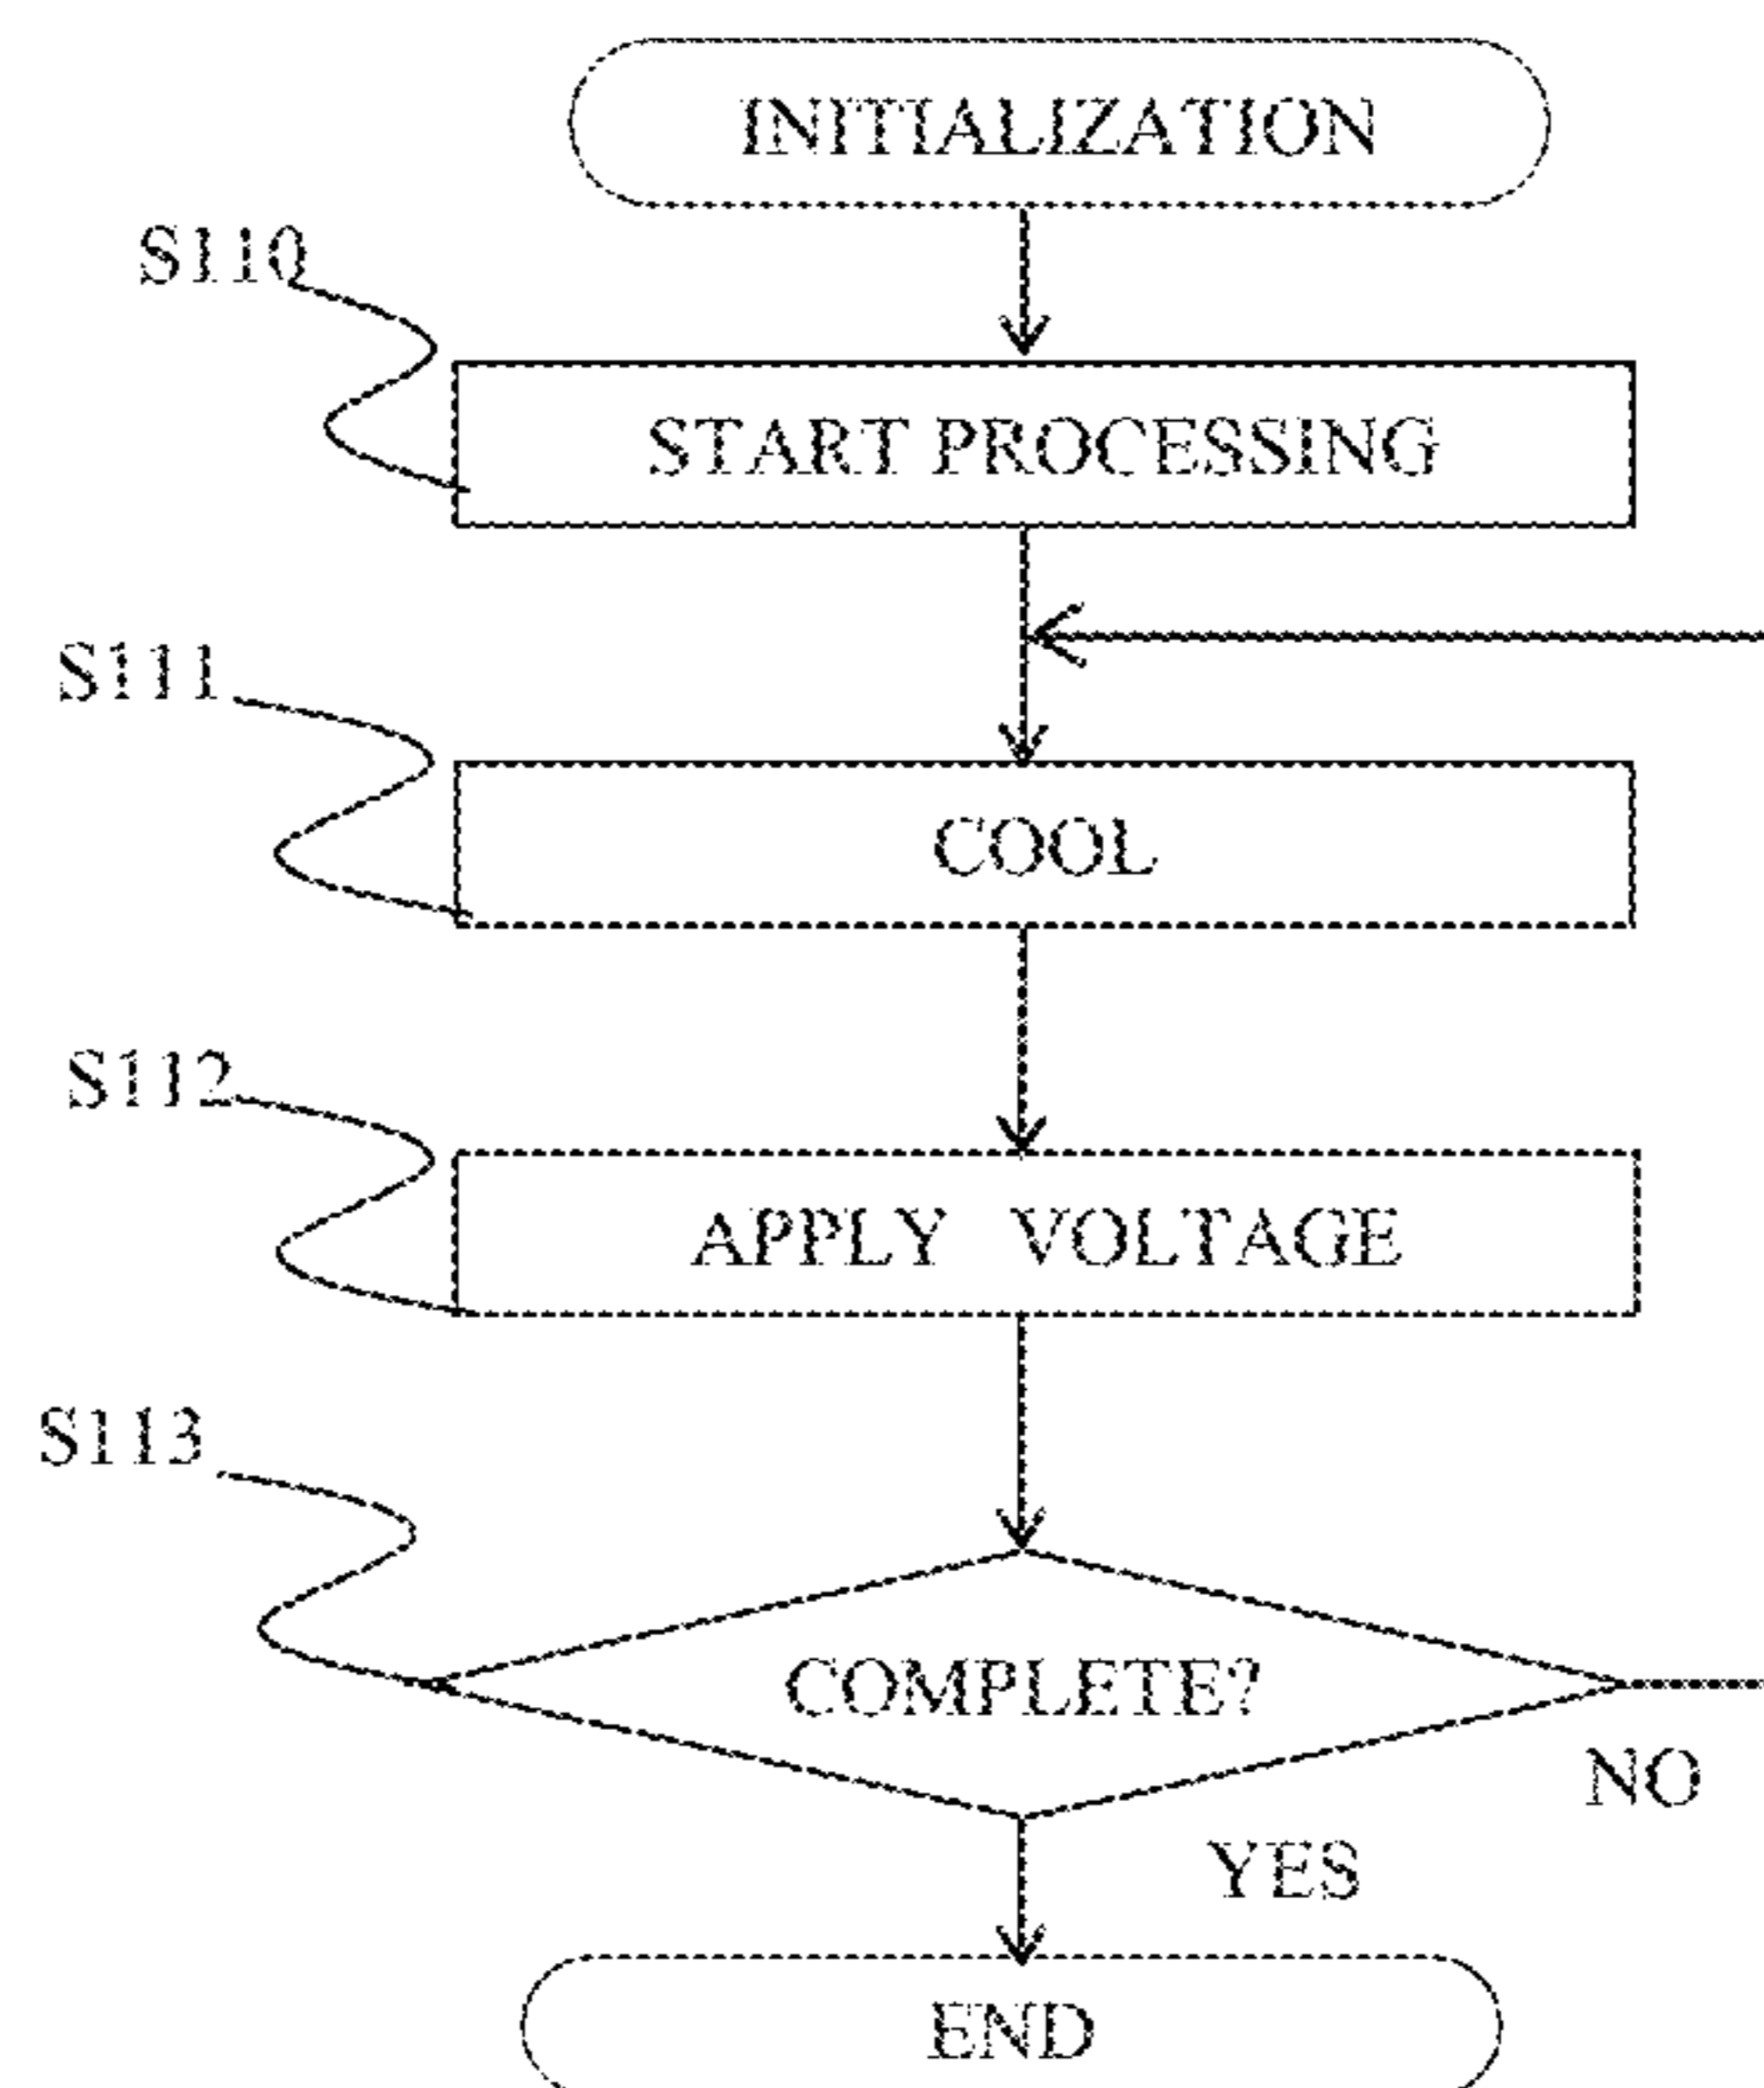 INITIALIZATION
S110
START PROCESSING
S111
COOL
S112
APPLY VOLTAGE
S113
COMPLETE?
NO
YES
END